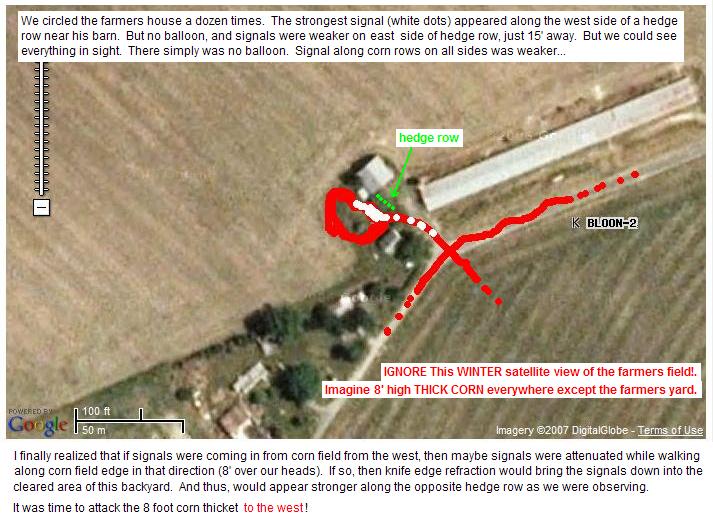 We circled the farmers house a dozen times.  The strongest signal (white dots) appeared along the west side of a hedge
row near his barn.  But no balloon, and signals were weaker on east  side of hedge row, just 15' away.  But we could see
everything in sight.  There simply was no balloon.  Signal along corn rows on all sides was weaker...
hedge row
K BLOON-2
IGNORE This WINTER satellite view of the farmers field!.
Imagine 8' high THICK CORN everywhere except the farmers yard.
POWERED BY
Google
100 ft
50 m
Imagery ©2007 DigitalGlobe - Terms of Use
I finally realized that if signals were coming in from corn field from the west, then maybe signals were attenuated while walking
along corn field edge in that direction (8' over our heads).  If so, then knife edge refraction would bring the signals down into the
cleared area of this backyard.  And thus, would appear stronger along the opposite hedge row as we were observing.
It was time to attack the 8 foot corn thicket to the west!